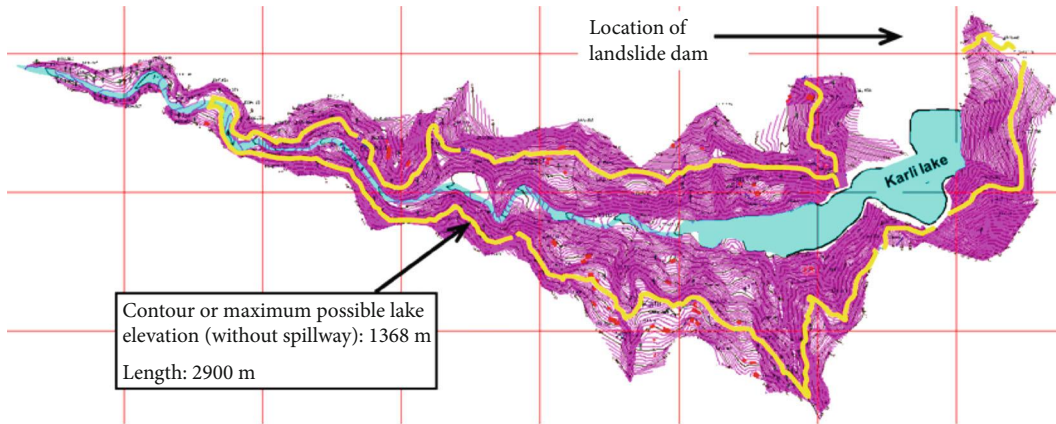 Location of
landslide dam
Karli lake
Contour or maximum possible lake
elevation (without spillway): 1368 m
Length: 2900 m